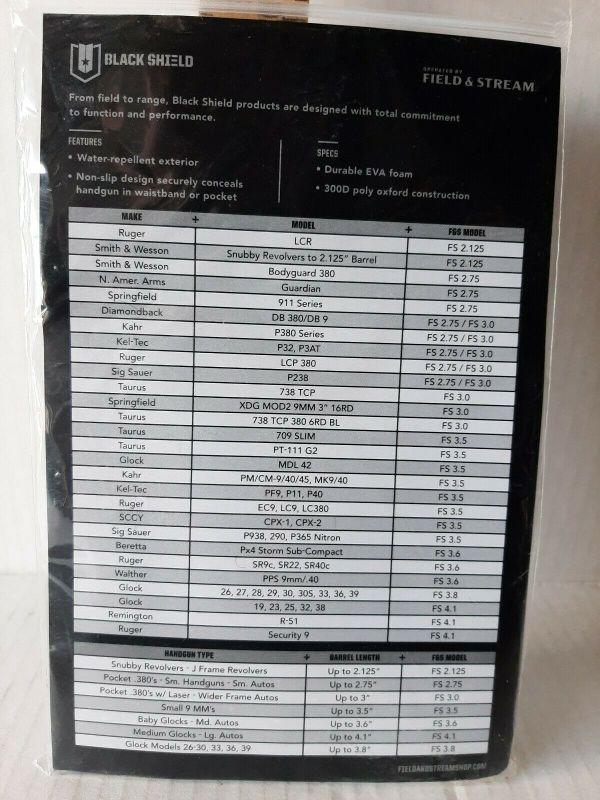 BLACK SHIELD
OPERATED BY
FIELD & STREAM
From field to range, Black Shield products are designed with total commitment
to function and performance.
FEATURES
• Water-repellent exterior
• Non-slip design securely conceals
handgun in waistband or pocket
SPECS
• Durable EVA foam
• 300D poly oxford construction
MAKE + MODEL + F&S MODEL
Ruger LCR FS 2.125
Smith & Wesson Snubby Revolvers to 2.125" Barrel FS 2.125
Smith & Wesson Bodyguard 380 FS 2.75
N. Amer. Arms Guardian FS 2.75
Springfield 911 Series FS 2.75
Diamondback DB 380/DB 9 FS 2.75 / FS 3.0
Kahr P380 Series FS 2.75 / FS 3.0
Kel-Tec P32, P3AT FS 2.75 / FS 3.0
Ruger LCP 380 FS 2.75 / FS 3.0
Sig Sauer P238 FS 2.75 / FS 3.0
Taurus 738 TCP FS 3.0
Springfield XDG MOD2 9MM 3" 16RD FS 3.0
Taurus 738 TCP 380 6RD BL FS 3.0
Taurus 709 SLIM FS 3.5
Taurus PT-111 G2 FS 3.5
Glock MDL 42 FS 3.5
Kahr PM/CM-9/40/45, MK9/40 FS 3.5
Kel-Tec PF9, P11, P40 FS 3.5
Ruger EC9, LC9, LC380 FS 3.5
SCCY CPX-1, CPX-2 FS 3.5
Sig Sauer P938, 290, P365 Nitron FS 3.5
Beretta Px4 Storm Sub-Compact FS 3.6
Ruger SR9c, SR22, SR40c FS 3.6
Walther PPS 9mm/.40 FS 3.6
Glock 26, 27, 28, 29, 30, 30S, 33, 36, 39 FS 3.8
Glock 19, 23, 25, 32, 38 FS 4.1
Remington R-51 FS 4.1
Ruger Security 9 FS 4.1
HANDGUN TYPE + BARREL LENGTH + F&S MODEL
Snubby Revolvers - J Frame Revolvers Up to 2.125" FS 2.125
Pocket .380's - Sm. Handguns - Sm. Autos Up to 2.75" FS 2.75
Pocket .380's w/ Laser - Wider Frame Autos Up to 3" FS 3.0
Small 9 MM's Up to 3.5" FS 3.5
Baby Glocks - Md. Autos Up to 3.6" FS 3.6
Medium Glocks - Lg. Autos Up to 4.1" FS 4.1
Glock Models 26-30, 33, 36, 39 Up to 3.8" FS 3.8
FIELDANDSTREAMSHOP.COM